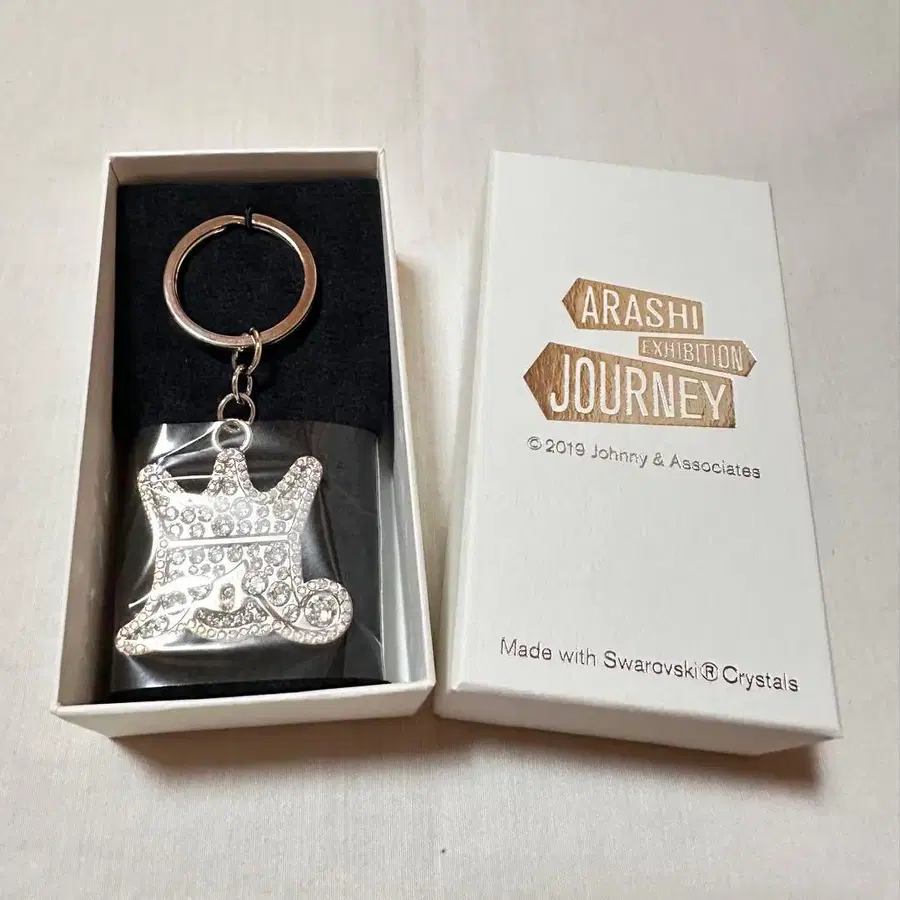 ARASHI
EXHIBITION
JOURNEY
© 2019 Johnny & Associates
Made with Swarovski® Crystals